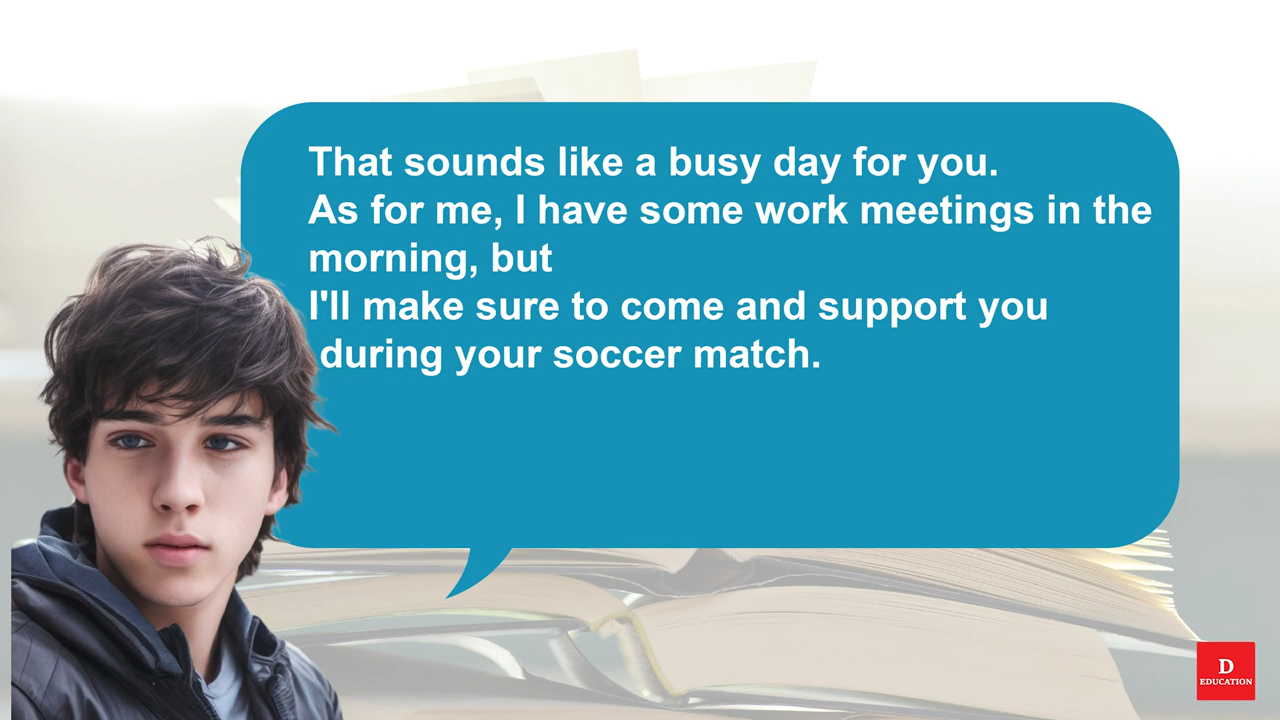 That sounds like a busy day for you.
As for me, I have some work meetings in the
morning, but
I'll make sure to come and support you
during your soccer match.
D
EDUCATION